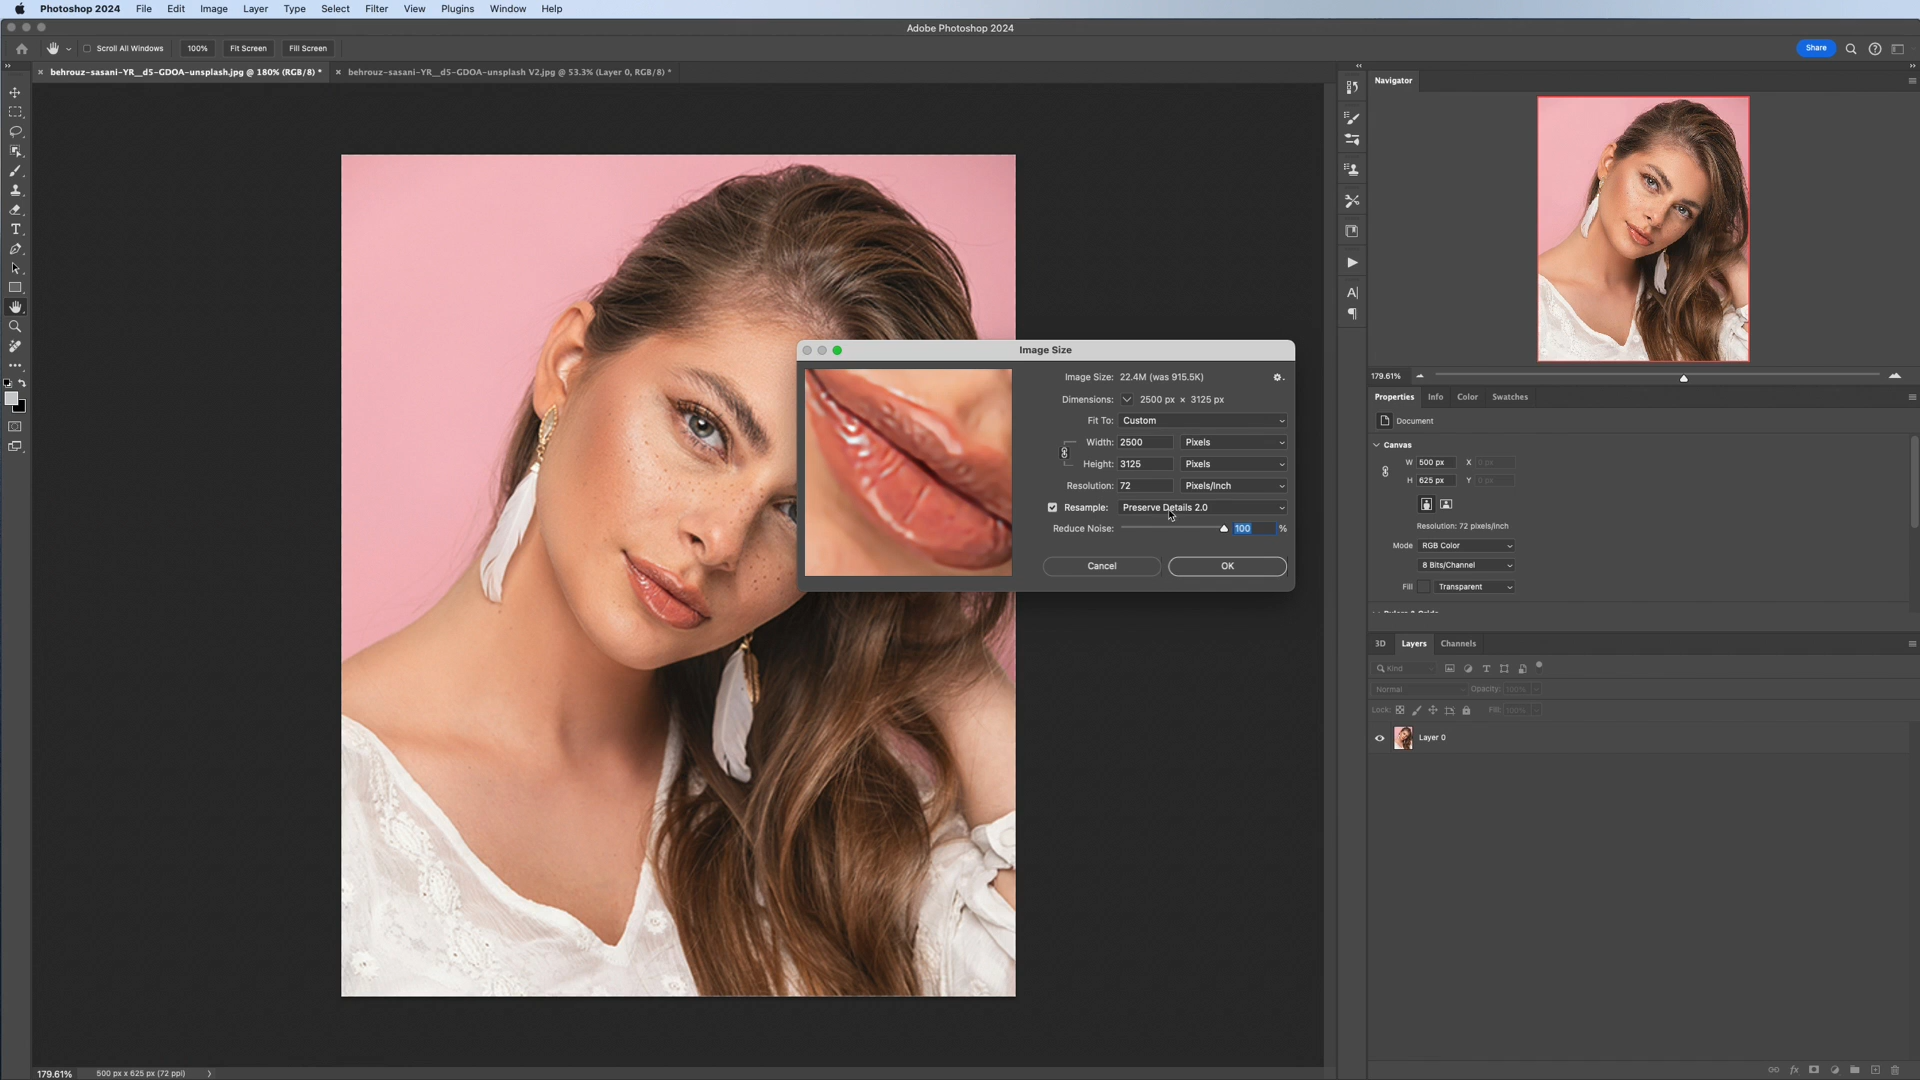 Photoshop 2024 File Edit Image Layer Type Select Filter View Plugins Window Help
Adobe Photoshop 2024
Scroll All Windows 100% Fit Screen Fill Screen Share
behrouz-sasani-YR__d5-GDOA-unsplash.jpg @ 180% (RGB/8) * behrouz-sasani-YR__d5-GDOA-unsplash V2.jpg @ 53.3% (Layer 0, RGB/8) *
Navigator
179.61%
Image Size
Image Size: 22.4M (was 915.5K)
Dimensions: 2500 px × 3125 px
Fit To: Custom
Width: 2500 Pixels
Height: 3125 Pixels
Resolution: 72 Pixels/Inch
Resample: Preserve Details 2.0
Reduce Noise: 100 %
Cancel OK
Properties Info Color Swatches
Document
Canvas
W 500 px X 0 px
H 625 px Y 0 px
Resolution: 72 pixels/inch
Mode RGB Color
8 Bits/Channel
Fill Transparent
3D Layers Channels
Kind
Normal Opacity: 100%
Lock: Fill: 100%
Layer 0
179.61% 500 px x 625 px (72 ppi)